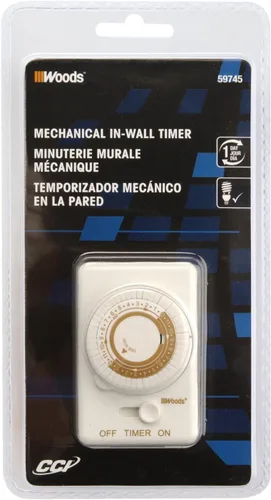 Woods®
59745
MECHANICAL IN-WALL TIMER
MINUTERIE MURALE
MÉCANIQUE
TEMPORIZADOR MECÁNICO
EN LA PARED
1
DAY
JOUR
DÍA
Woods®
OFF TIMER ON
CCI